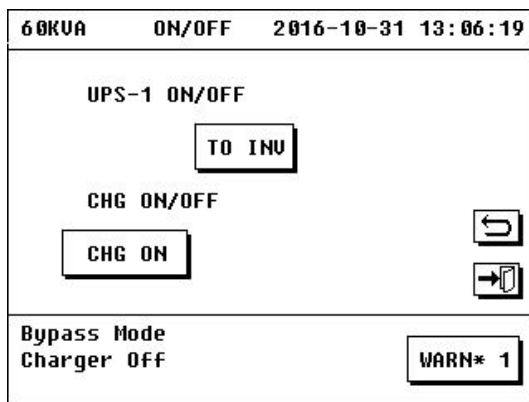 60KVA ON/OFF 2016-10-31 13:06:19
UPS-1 ON/OFF
TO INV
CHG ON/OFF
CHG ON
Bypass Mode
Charger Off
WARN* 1